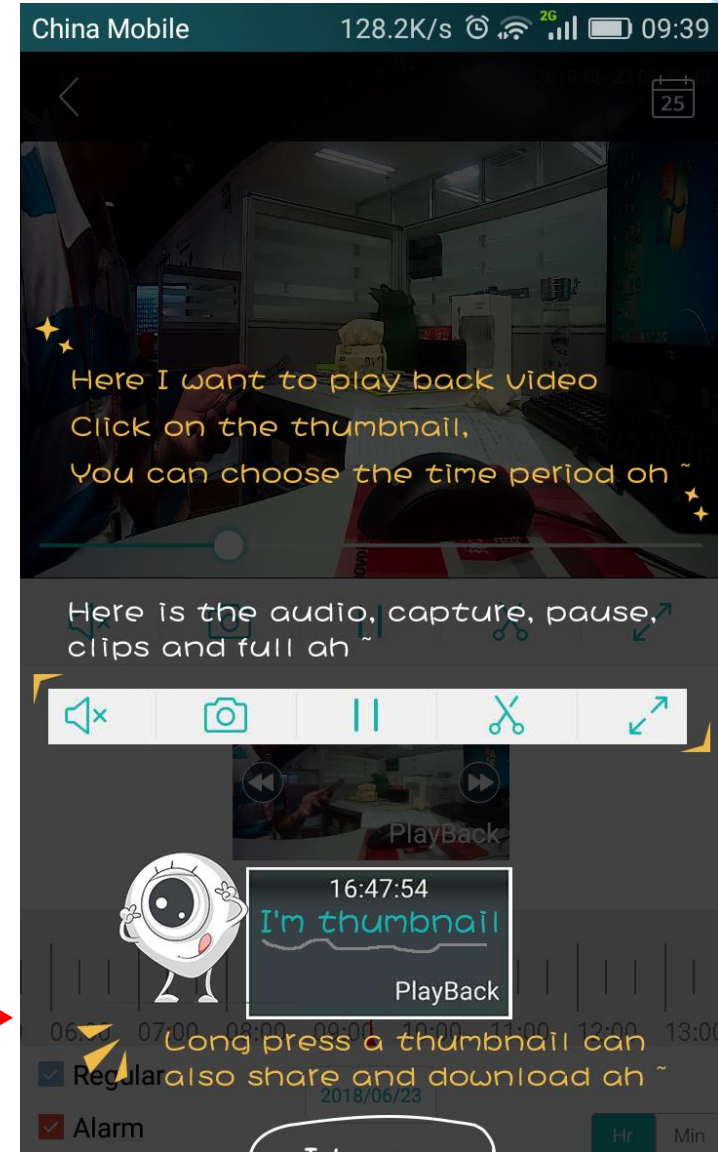 China Mobile 128.2K/s 2G 09:39
25
Here I want to play back video
Click on the thumbnail,
You can choose the time period oh ~
Here is the audio, capture, pause,
clips and full ah ~
PlayBack
16:47:54
I'm thumbnail
PlayBack
06:00 07:00 08:00 09:00 10:00 11:00 12:00 13:00
Long press a thumbnail can
also share and download ah ~
Regular
2018/06/23
Alarm
Hr Min